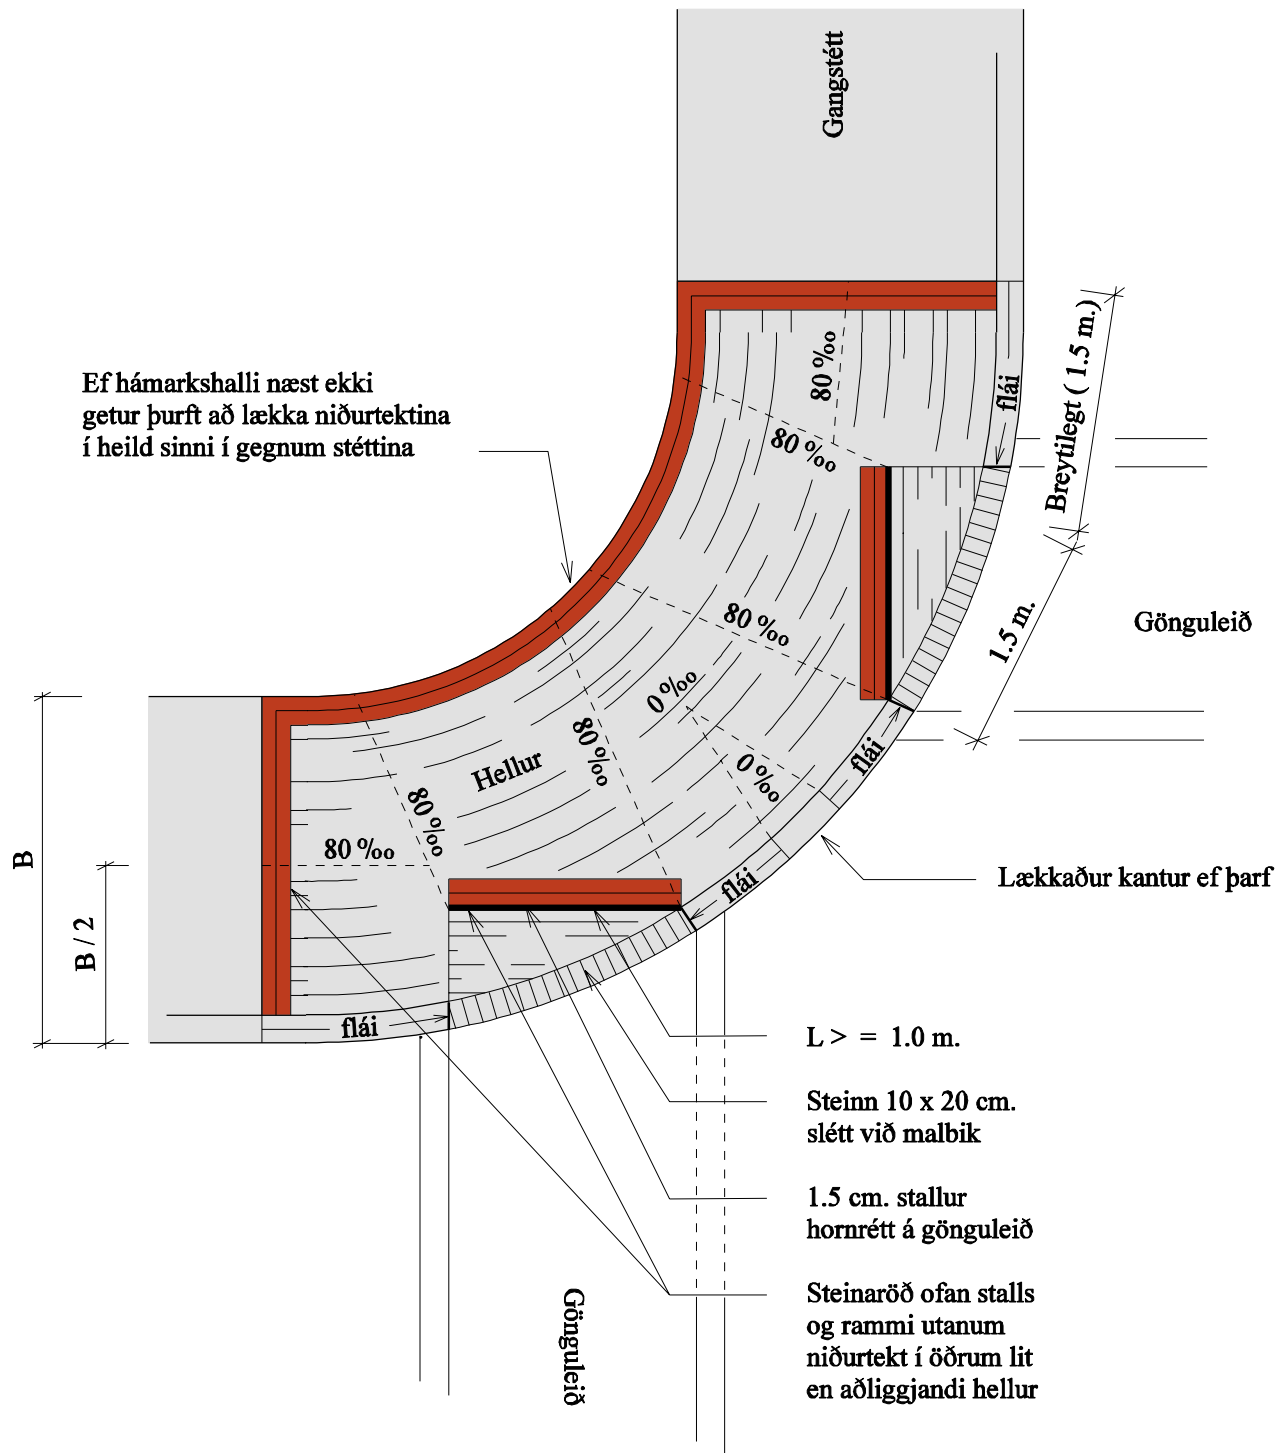 Gangstétt
Ef hámarkshalli næst ekki
getur þurft að lækka niðurtektina
í heild sinni í gegnum stéttina
80 ‰
80 ‰
flái
Breytilegt ( 1.5 m.)
80 ‰
1.5 m.
Gönguleið
0 ‰
80 ‰
0 ‰
flái
Hellur
80 ‰
80 ‰
B
B / 2
flái
Lækkaður kantur ef þarf
flái
L > = 1.0 m.
Steinn 10 x 20 cm.
slétt við malbik
1.5 cm. stallur
hornrétt á gönguleið
Gönguleið
Steinaröð ofan stalls
og rammi utanum
niðurtekt í öðrum lit
en aðliggjandi hellur